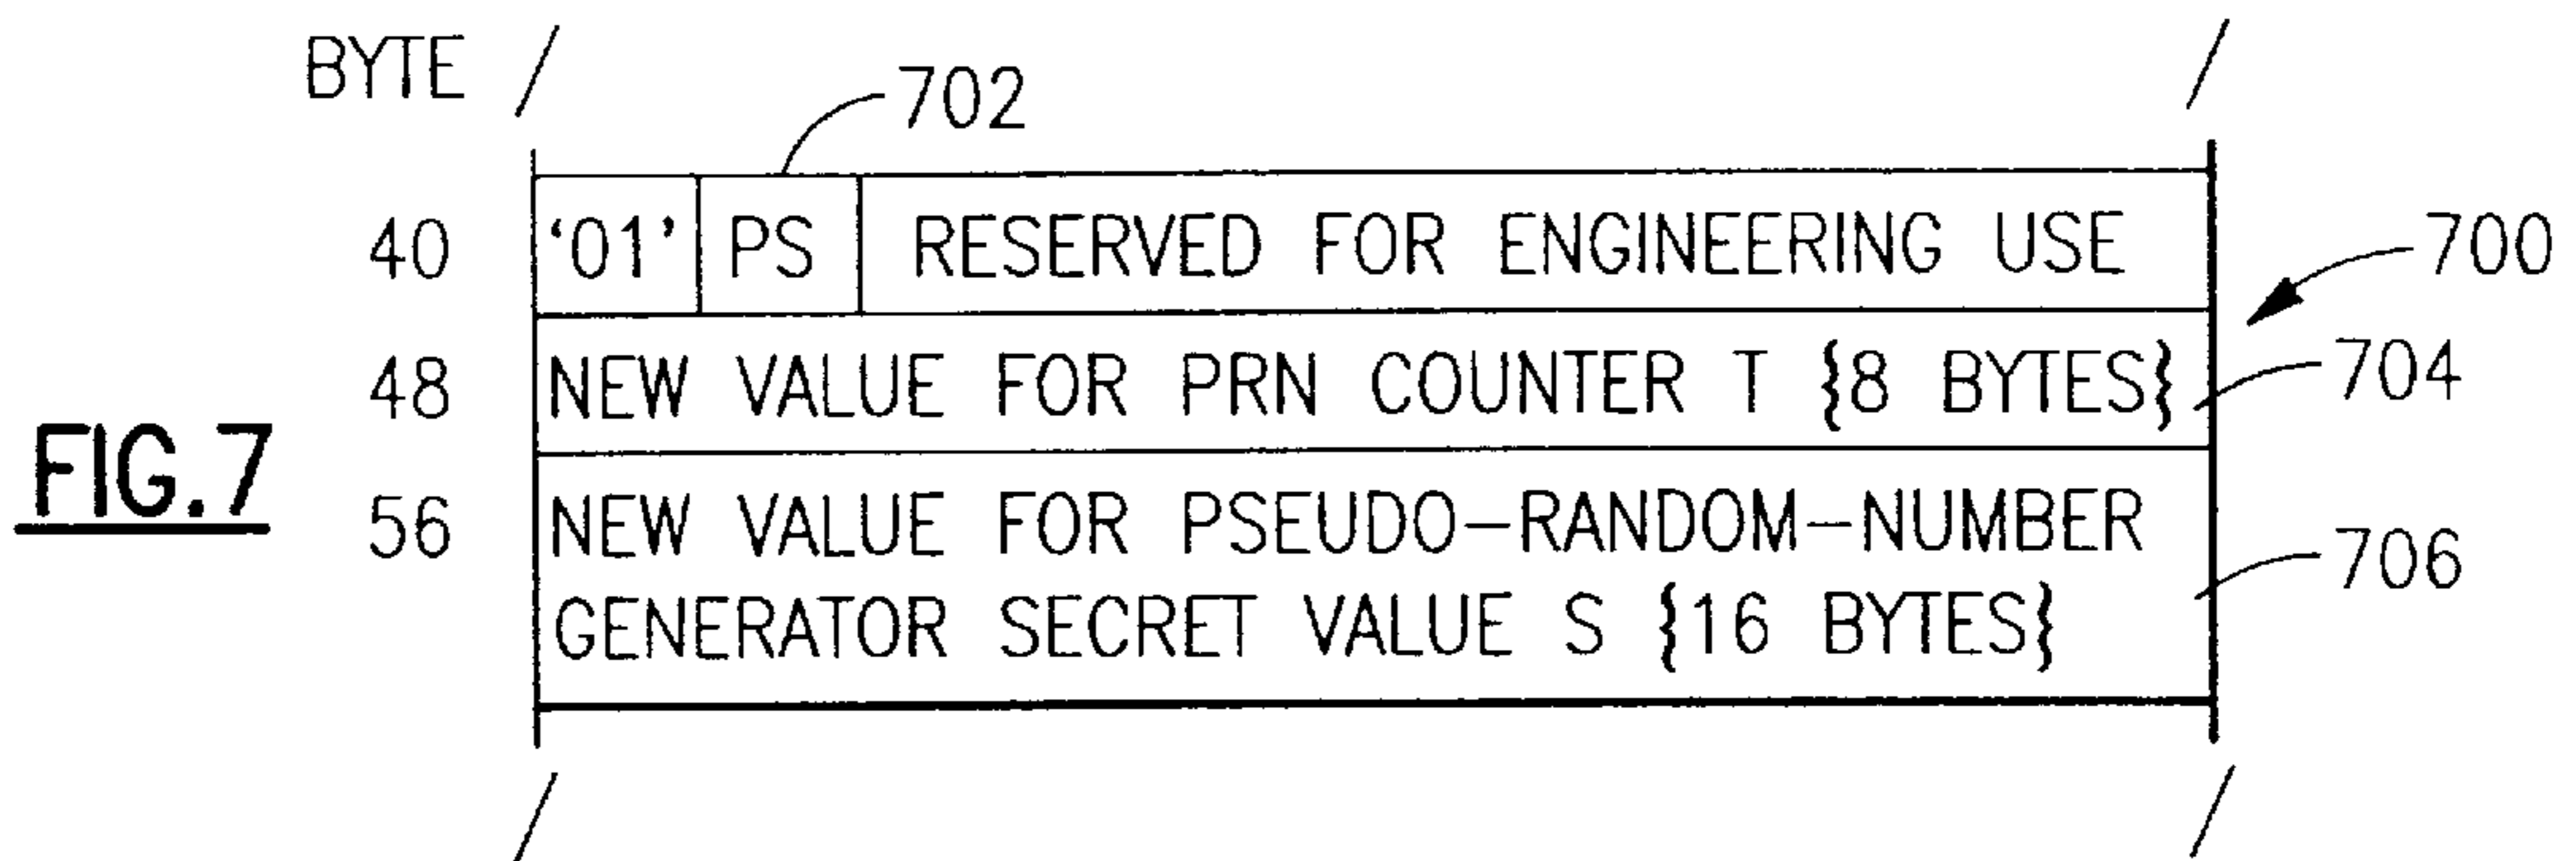 BYTE
702
40 ‘01’ PS RESERVED FOR ENGINEERING USE
700
48 NEW VALUE FOR PRN COUNTER T {8 BYTES}
704
FIG.7
56 NEW VALUE FOR PSEUDO–RANDOM–NUMBER
GENERATOR SECRET VALUE S {16 BYTES}
706